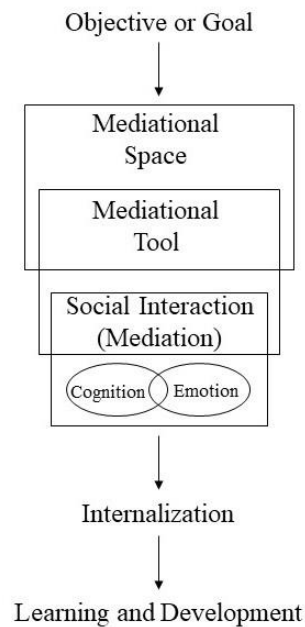 Objective or Goal
Mediational
Space
Mediational
Tool
Social Interaction
(Mediation)
Cognition Emotion
Internalization
Learning and Development